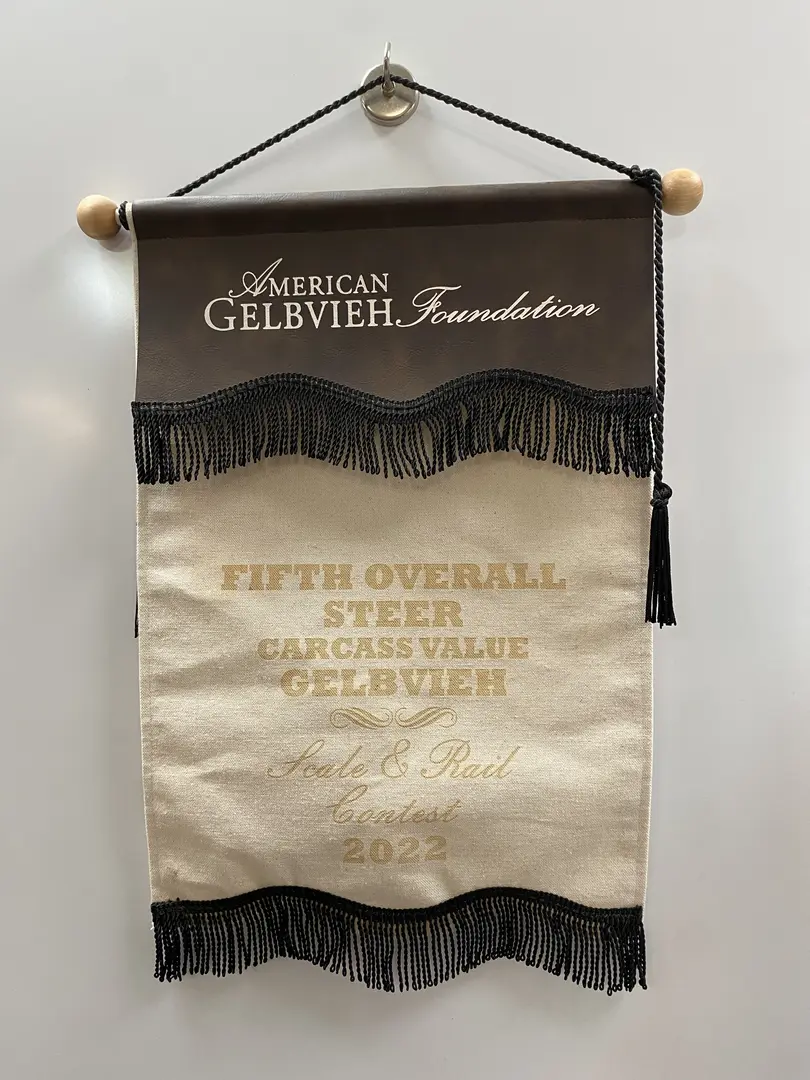 AMERICAN
GELBVIEH Foundation
FIFTH OVERALL
STEER
CARCASS VALUE
GELBVIEH
Scale & Rail
Contest
2022